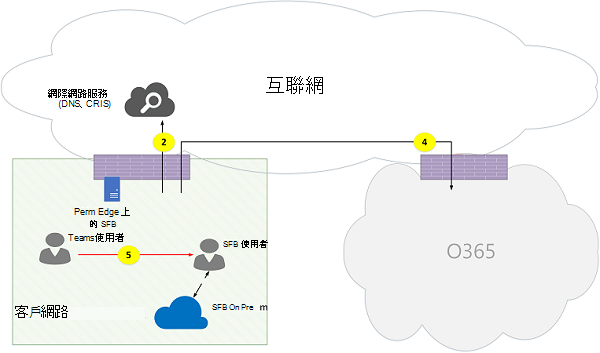 互聯網
網際網路服務
(DNS, CRIS)
2
4
Perm Edge 上
的 SFB
Teams使用者
5
SFB 使用者
O365
SFB On Pre m
客戶網路